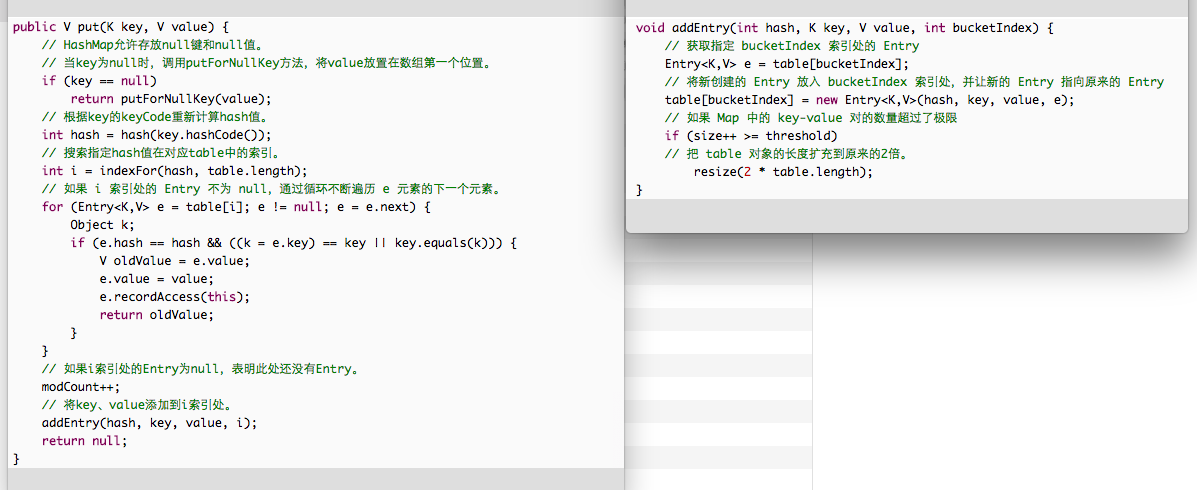 public V put(K key, V value) {
    // HashMap允许存放null键和null值。
    // 当key为null时，调用putForNullKey方法，将value放置在数组第一个位置。
    if (key == null)
        return putForNullKey(value);
    // 根据key的keyCode重新计算hash值。
    int hash = hash(key.hashCode());
    // 搜索指定hash值在对应table中的索引。
    int i = indexFor(hash, table.length);
    // 如果 i 索引处的 Entry 不为 null，通过循环不断遍历 e 元素的下一个元素。
    for (Entry<K,V> e = table[i]; e != null; e = e.next) {
        Object k;
        if (e.hash == hash && ((k = e.key) == key || key.equals(k))) {
            V oldValue = e.value;
            e.value = value;
            e.recordAccess(this);
            return oldValue;
        }
    }
    // 如果i索引处的Entry为null，表明此处还没有Entry。
    modCount++;
    // 将key、value添加到i索引处。
    addEntry(hash, key, value, i);
    return null;
}
void addEntry(int hash, K key, V value, int bucketIndex) {
    // 获取指定 bucketIndex 索引处的 Entry
    Entry<K,V> e = table[bucketIndex];
    // 将新创建的 Entry 放入 bucketIndex 索引处，并让新的 Entry 指向原来的 Entry
    table[bucketIndex] = new Entry<K,V>(hash, key, value, e);
    // 如果 Map 中的 key-value 对的数量超过了极限
    if (size++ >= threshold)
    // 把 table 对象的长度扩充到原来的2倍。
        resize(2 * table.length);
}